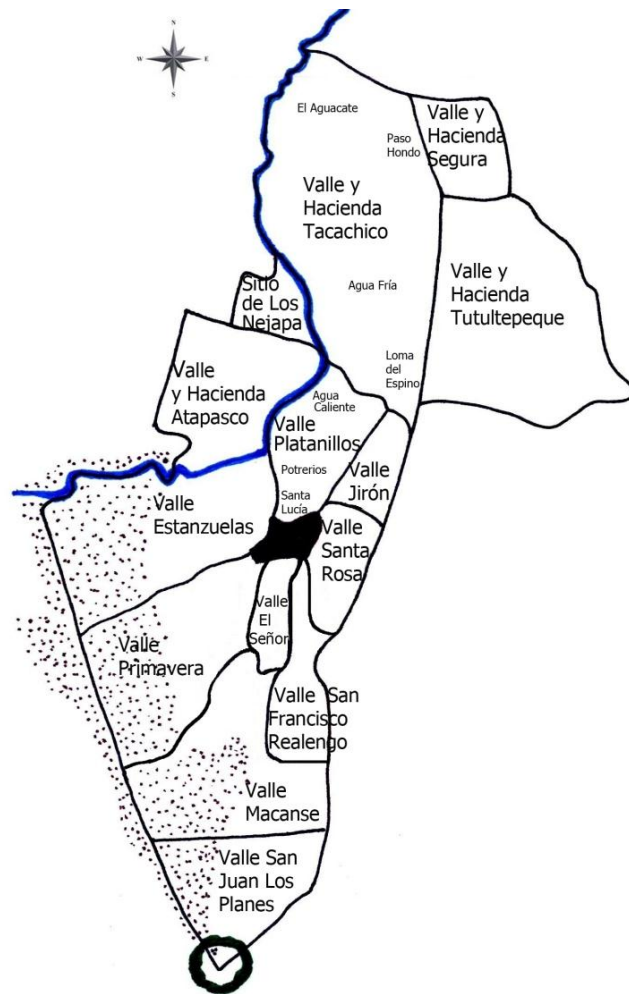 N
W E
S
El Aguacate
Paso
Hondo
Valle y
Hacienda
Segura
Valle y
Hacienda
Tacachico
Agua Fría
Valle y
Hacienda
Tutultepeque
Sitio
de Los
Nejapa
Loma
del
Espino
Valle
y Hacienda
Atapasco
Agua
Caliente
Valle
Platanillos
Potrerios
Santa
Lucía
Valle
Jirón
Valle
Estanzuelas
Valle
Santa
Rosa
Valle
El
Señor
Valle
Primavera
Valle San
Francisco
Realengo
Valle
Macanse
Valle San
Juan Los
Planes